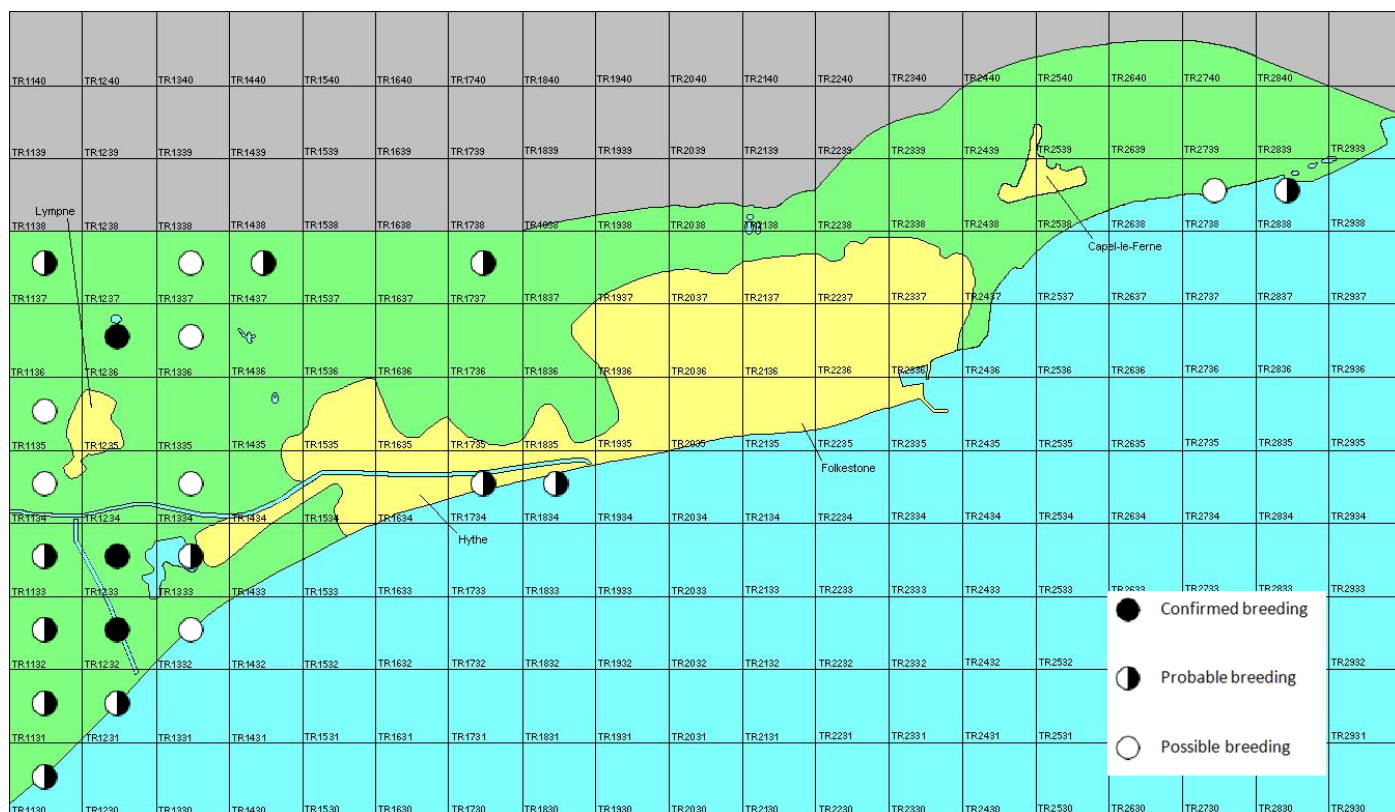 TR1140 TR1240 TR1340 TR1440 TR1540 TR1640 TR1740 TR1840 TR1940 TR2040 TR2140 TR2240 TR2340 TR2440 TR2540 TR2640 TR2740 TR2840
TR1139 TR1239 TR1339 TR1439 TR1539 TR1639 TR1739 TR1839 TR1939 TR2039 TR2139 TR2239 TR2339 TR2439 TR2539 TR2639 TR2739 TR2839 TR2939
Lympne
TR1138 TR1238 TR1338 TR1438 TR1538 TR1638 TR1738 TR1838 TR1938 TR2038 TR2138 TR2238 TR2338 TR2438 TR2538 TR2638 TR2738 TR2838 TR2938
Capel-le-Ferne
TR1137 TR1237 TR1337 TR1437 TR1537 TR1637 TR1737 TR1837 TR1937 TR2037 TR2137 TR2237 TR2337 TR2437 TR2537 TR2637 TR2737 TR2837 TR2937
TR1136 TR1236 TR1336 TR1436 TR1536 TR1636 TR1736 TR1836 TR1936 TR2036 TR2136 TR2236 TR2336 TR2436 TR2536 TR2636 TR2736 TR2836 TR2936
TR1135 TR1235 TR1335 TR1435 TR1535 TR1635 TR1735 TR1835 TR1935 TR2035 TR2135 TR2235 TR2335 TR2435 TR2535 TR2635 TR2735 TR2835 TR2935
Folkestone
TR1134 TR1234 TR1334 TR1434 TR1534 TR1634 TR1734 TR1834 TR1934 TR2034 TR2134 TR2234 TR2334 TR2434 TR2534 TR2634 TR2734 TR2834 TR2934
Hythe
TR1133 TR1233 TR1333 TR1433 TR1533 TR1633 TR1733 TR1833 TR1933 TR2033 TR2133 TR2233 TR2333 TR2433 TR2533 TR2633 TR2733 TR2833 TR2933
Confirmed breeding
TR1132 TR1232 TR1332 TR1432 TR1532 TR1632 TR1732 TR1832 TR1932 TR2032 TR2132 TR2232 TR2332 TR2432 TR2532 TR2932
Probable breeding
TR1131 TR1231 TR1331 TR1431 TR1531 TR1631 TR1731 TR1831 TR1931 TR2031 TR2131 TR2231 TR2331 TR2431 TR2531 TR2931
Possible breeding
TR1130 TR1230 TR1330 TR1430 TR1530 TR1630 TR1730 TR1830 TR1930 TR2030 TR2130 TR2230 TR2330 TR2430 TR2530 TR2630 TR2730 TR2830 TR2930